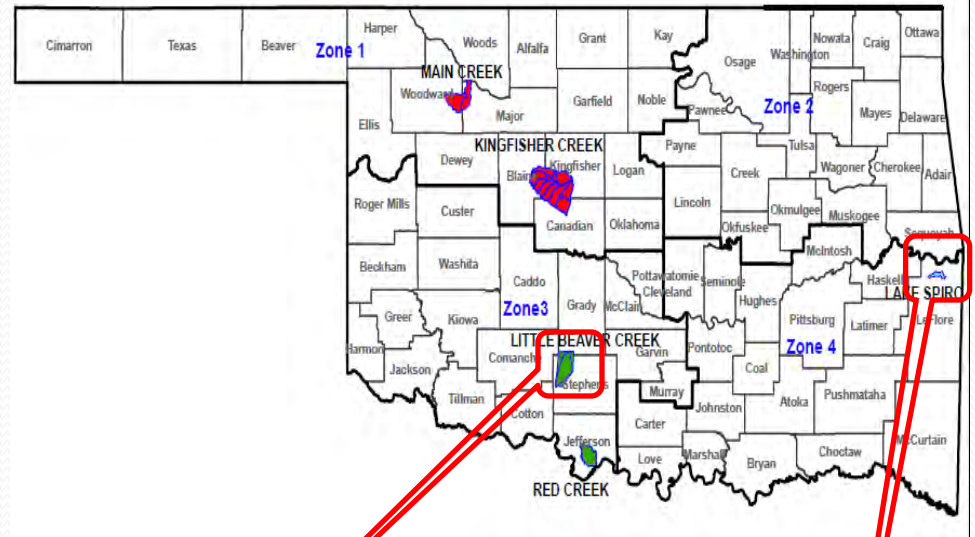 Cimarron
Texas
Beaver
Zone 1
Harper
Woods
Alfalfa
Grant
Kay
Osage
Washington
Nowata
Craig
Ottawa
MAIN CREEK
Woodward
Major
Garfield
Noble
Pawnee
Zone 2
Rogers
Mayes
Delaware
Ellis
Dewey
KINGFISHER CREEK
Blain
Kingfisher
Logan
Payne
Creek
Tulsa
Wagoner
Cherokee
Adair
Roger Mills
Custer
Canadian
Oklahoma
Lincoln
Okfuskee
Okmulgee
Muskogee
Sequoyah
Beckham
Washita
Caddo
Pottawatomie
Cleveland
Seminole
McIntosh
Haskell
LAKE SPIRO
Greer
Kiowa
Zone3
Grady
McClain
Hughes
Pittsburg
Latimer
LeFlore
Harmon
Jackson
Comanche
LITTLE BEAVER CREEK
Garvin
Pontotoc
Coal
Zone 4
Tillman
Cotton
Stephens
Murray
Johnston
Atoka
Pushmataha
Jefferson
Carter
Love
Marshall
Bryan
Choctaw
McCurtain
RED CREEK